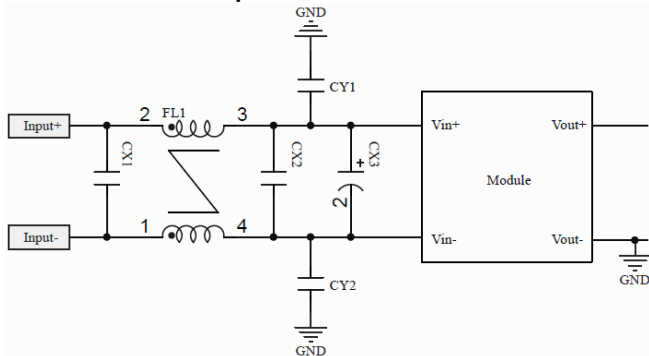 GND
CY1
Input+
2
FL1
3
Vin+
Vout+
CX1
CX2
CX3
+
2
Module
Input-
1
4
Vin-
Vout-
GND
CY2
GND